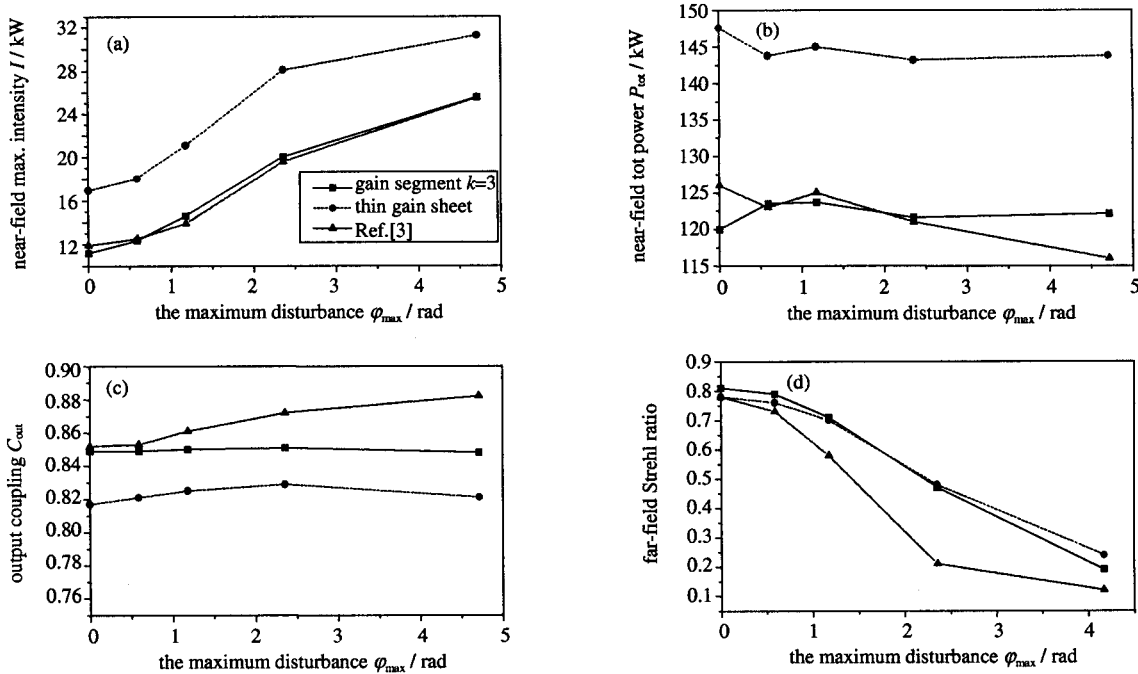 (a)
near-field max. intensity I / kW
32
28
24
20
16
12
0 1 2 3 4 5
the maximum disturbance φmax / rad
gain segment k=3
thin gain sheet
Ref.[3]
(b)
near-field tot power Ptot / kW
150
145
140
135
150
125
120
115
0 1 2 3 4 5
the maximum disturbance φmax / rad
(c)
output coupling Cout
0.90
0.88
0.86
0.84
0.82
0.80
0.78
0.76
0 1 2 3 4 5
the maximum disturbance φmax / rad
(d)
far-field Strehl ratio
0.9
0.8
0.7
0.6
0.5
0.4
0.3
0.2
0.1
0 1 2 3 4
the maximum disturbance φmax / rad